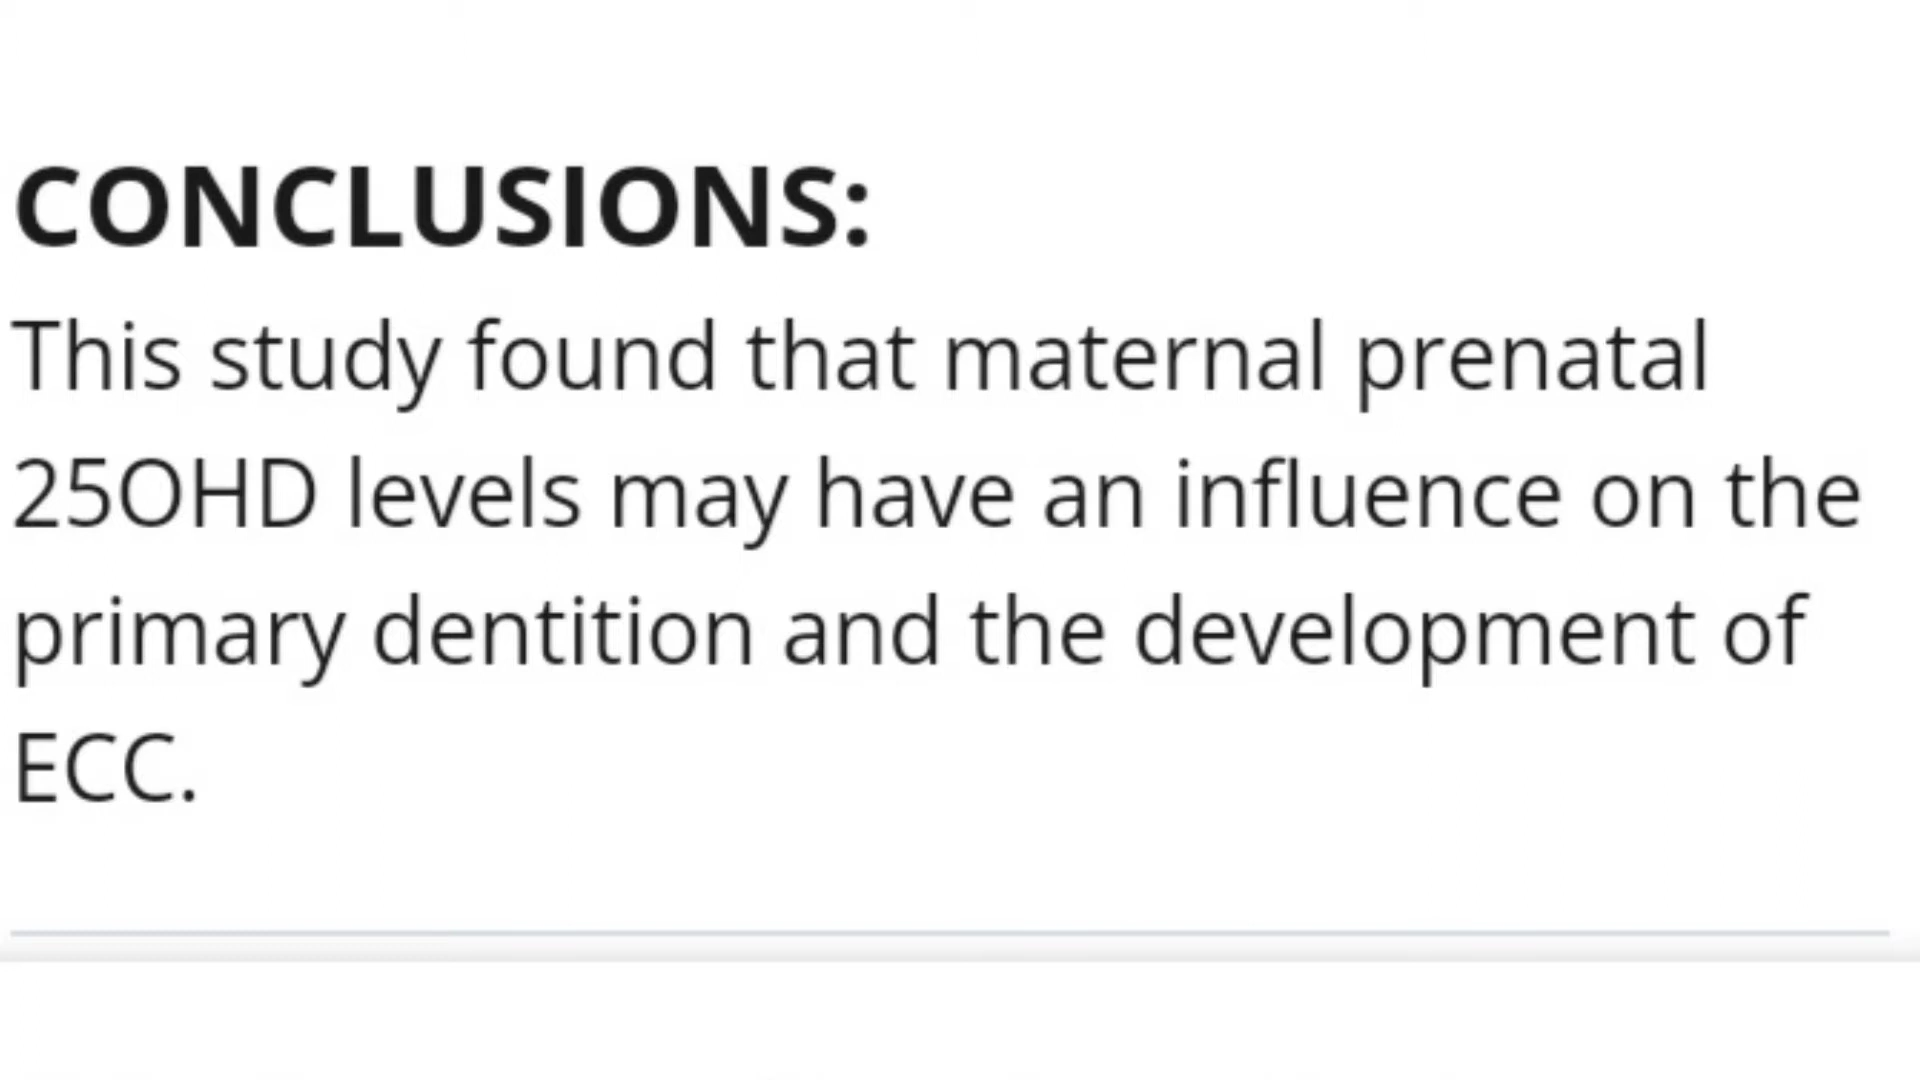 CONCLUSIONS:
This study found that maternal prenatal
25OHD levels may have an influence on the
primary dentition and the development of
ECC.